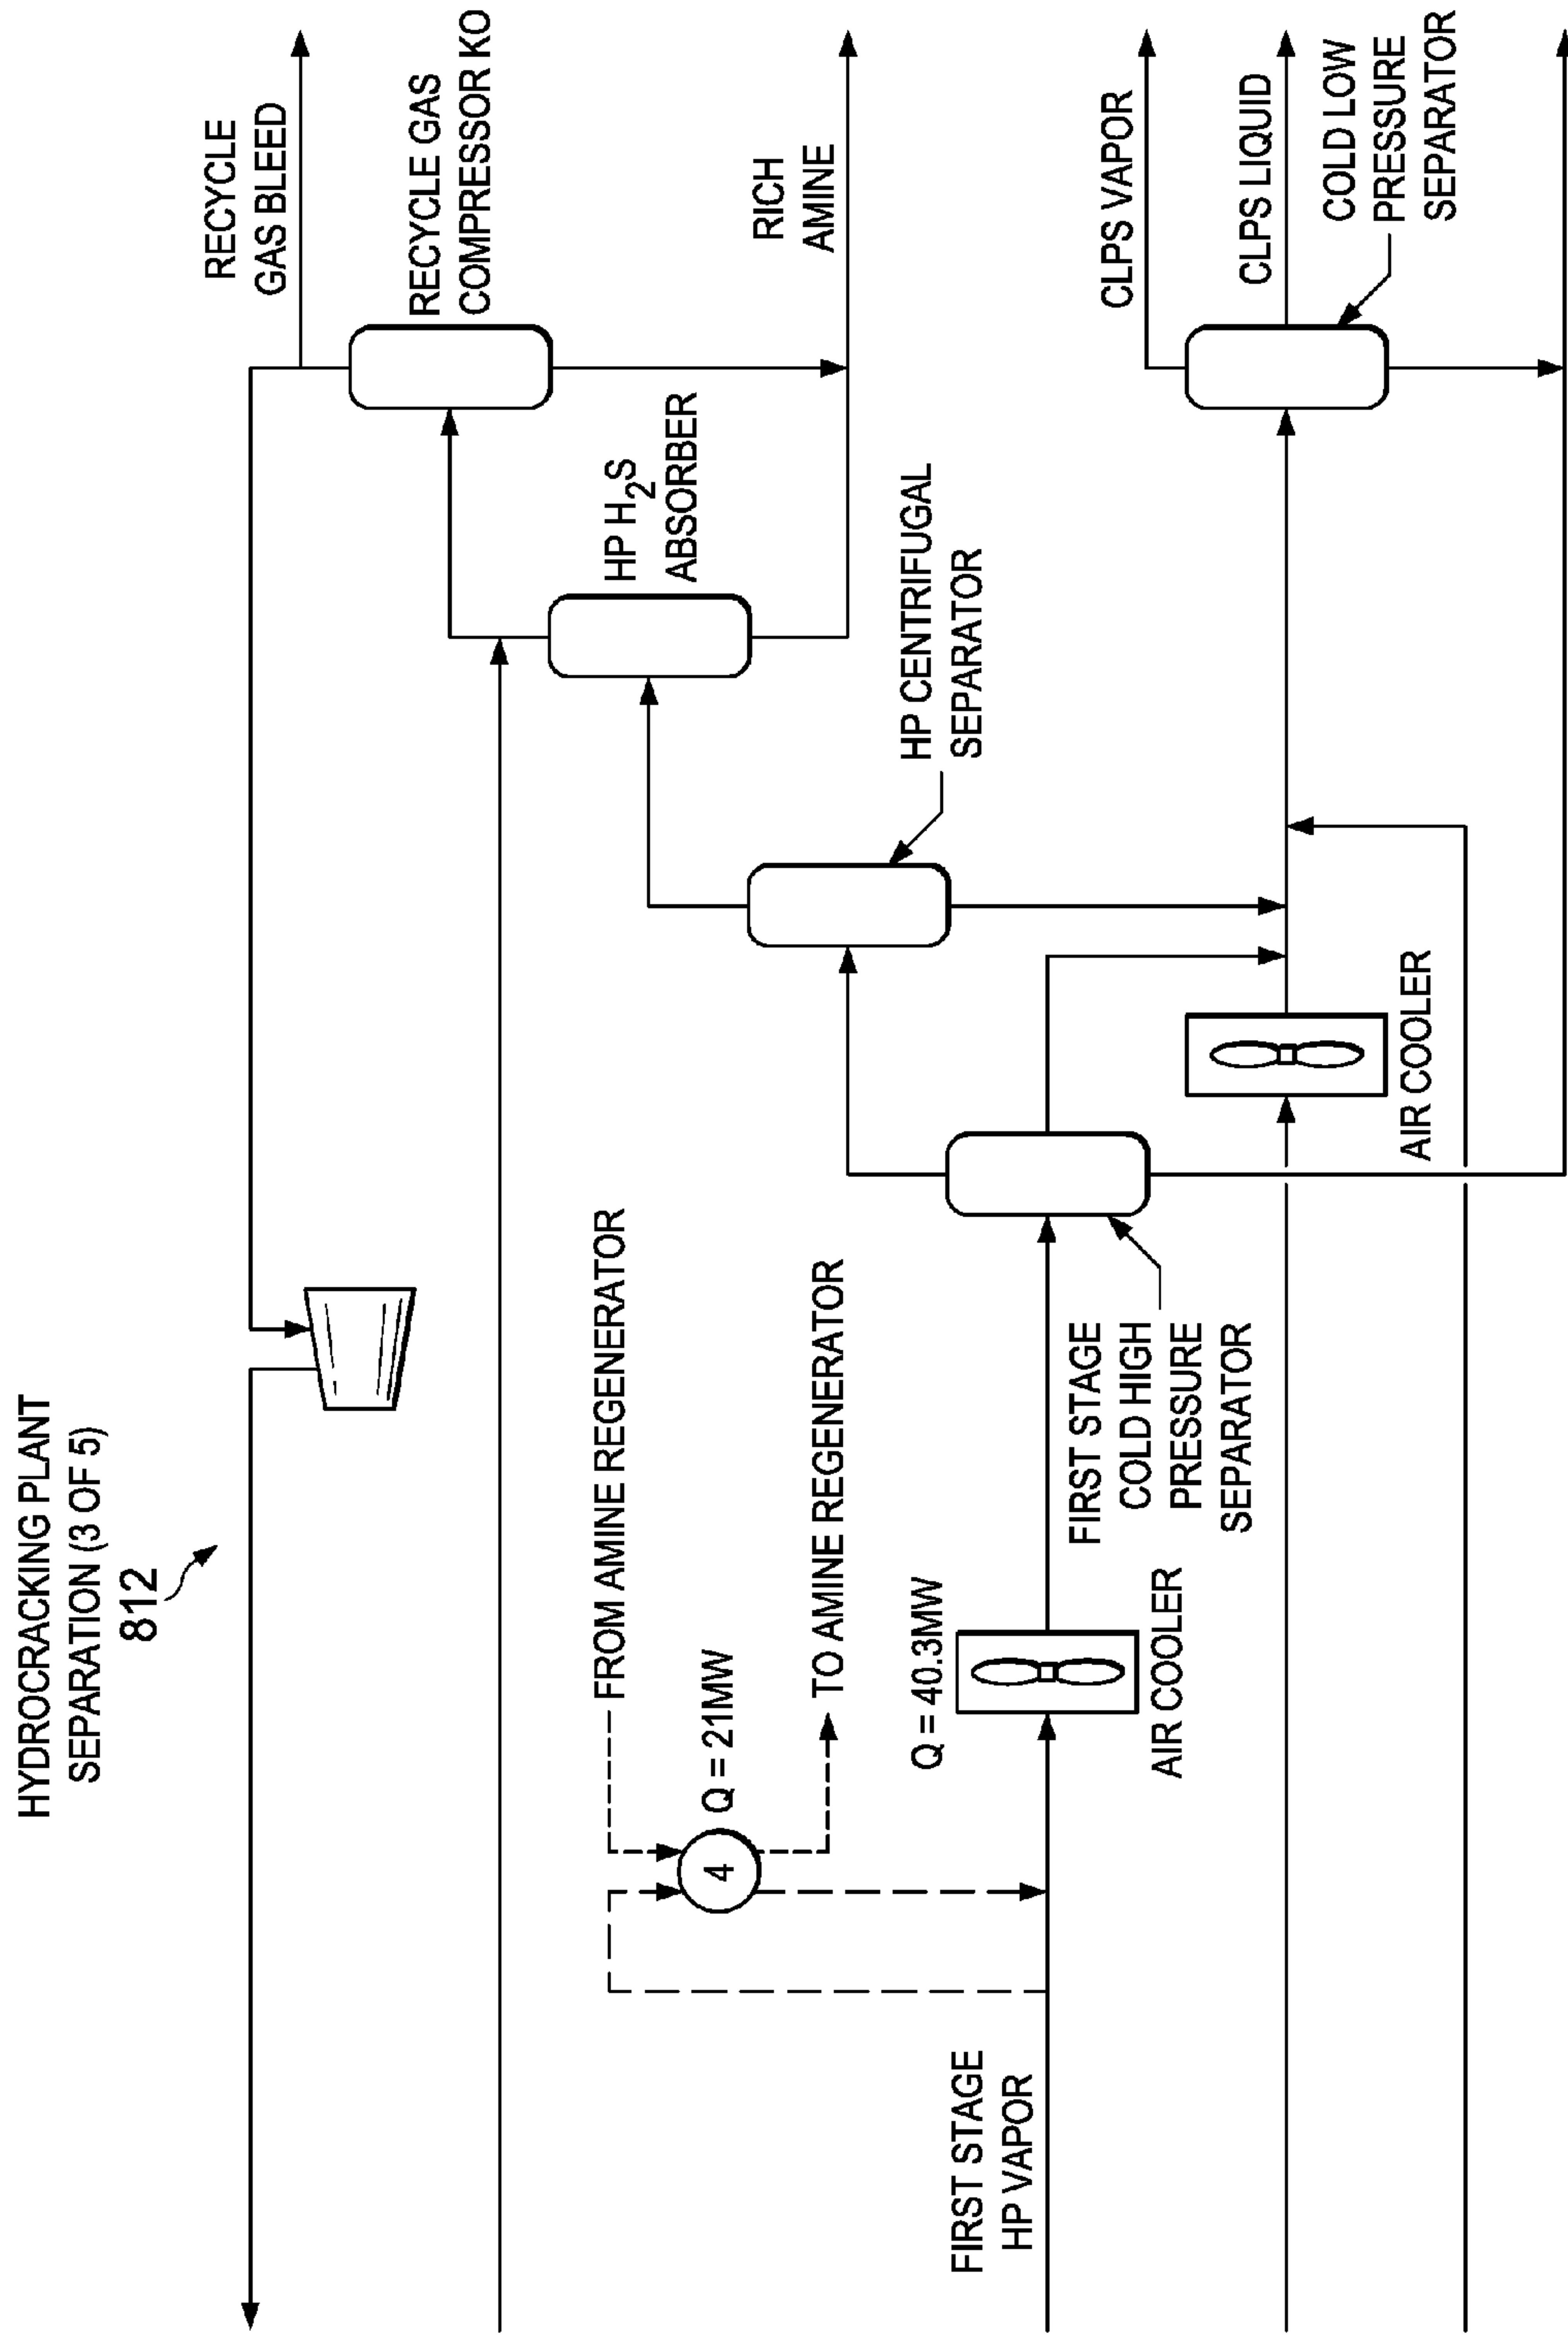 HYDROCRACKING PLANT
SEPARATION (3 OF 5)
812
RECYCLE
GAS BLEED
RECYCLE GAS
COMPRESSOR KO
HP H2S
ABSORBER
RICH
AMINE
FROM AMINE REGENERATOR
4
Q = 21MW
TO AMINE REGENERATOR
HP CENTRIFUGAL
SEPARATOR
FIRST STAGE
HP VAPOR
Q = 40.3MW
AIR COOLER
FIRST STAGE
COLD HIGH
PRESSURE
SEPARATOR
AIR COOLER
CLPS VAPOR
CLPS LIQUID
COLD LOW
PRESSURE
SEPARATOR